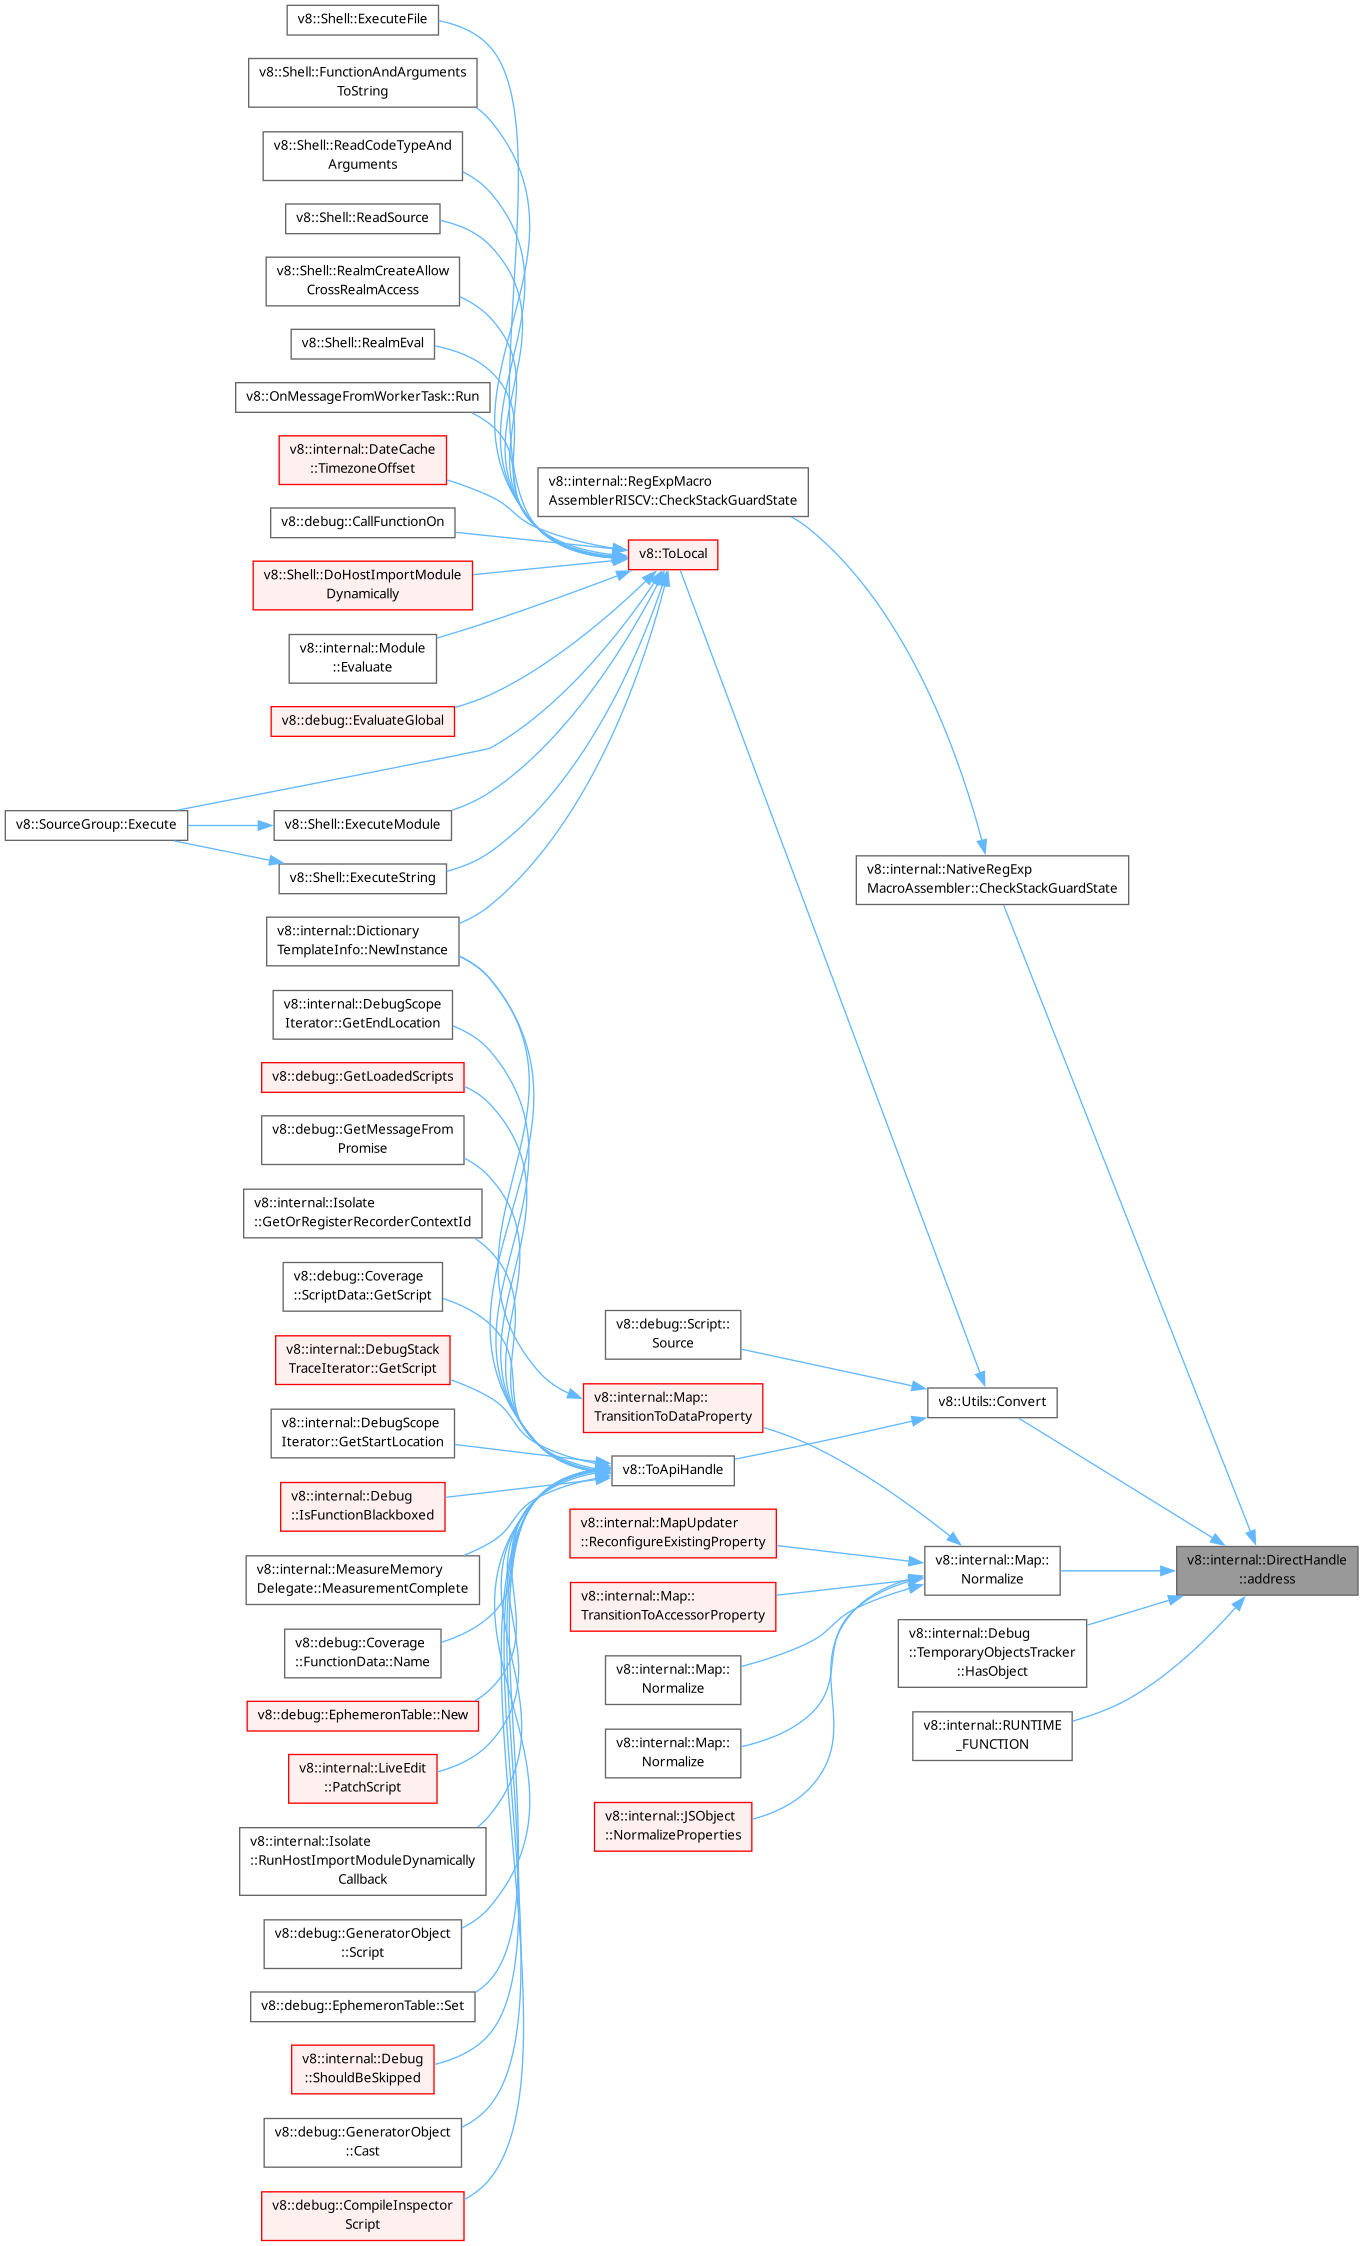 v8::Shell::ExecuteFile
v8::Shell::FunctionAndArguments
ToString
v8::Shell::ReadCodeTypeAnd
Arguments
v8::Shell::ReadSource
v8::Shell::RealmCreateAllow
CrossRealmAccess
v8::Shell::RealmEval
v8::OnMessageFromWorkerTask::Run
v8::internal::DateCache
::TimezoneOffset
v8::debug::CallFunctionOn
v8::Shell::DoHostImportModule
Dynamically
v8::internal::Module
::Evaluate
v8::debug::EvaluateGlobal
v8::SourceGroup::Execute
v8::Shell::ExecuteModule
v8::Shell::ExecuteString
v8::internal::Dictionary
TemplateInfo::NewInstance
v8::internal::DebugScope
Iterator::GetEndLocation
v8::debug::GetLoadedScripts
v8::debug::GetMessageFrom
Promise
v8::internal::Isolate
::GetOrRegisterRecorderContextId
v8::debug::Coverage
::ScriptData::GetScript
v8::internal::DebugStack
TraceIterator::GetScript
v8::internal::DebugScope
Iterator::GetStartLocation
v8::internal::Debug
::IsFunctionBlackboxed
v8::internal::MeasureMemory
Delegate::MeasurementComplete
v8::debug::Coverage
::FunctionData::Name
v8::debug::EphemeronTable::New
v8::internal::LiveEdit
::PatchScript
v8::internal::Isolate
::RunHostImportModuleDynamically
Callback
v8::debug::GeneratorObject
::Script
v8::debug::EphemeronTable::Set
v8::internal::Debug
::ShouldBeSkipped
v8::debug::GeneratorObject
::Cast
v8::debug::CompileInspector
Script
v8::internal::RegExpMacro
AssemblerRISCV::CheckStackGuardState
v8::ToLocal
v8::debug::Script::
Source
v8::internal::Map::
TransitionToDataProperty
v8::ToApiHandle
v8::internal::MapUpdater
::ReconfigureExistingProperty
v8::internal::Map::
TransitionToAccessorProperty
v8::internal::Map::
Normalize
v8::internal::Map::
Normalize
v8::internal::JSObject
::NormalizeProperties
v8::internal::NativeRegExp
MacroAssembler::CheckStackGuardState
v8::Utils::Convert
v8::internal::Map::
Normalize
v8::internal::Debug
::TemporaryObjectsTracker
::HasObject
v8::internal::RUNTIME
_FUNCTION
v8::internal::DirectHandle
::address